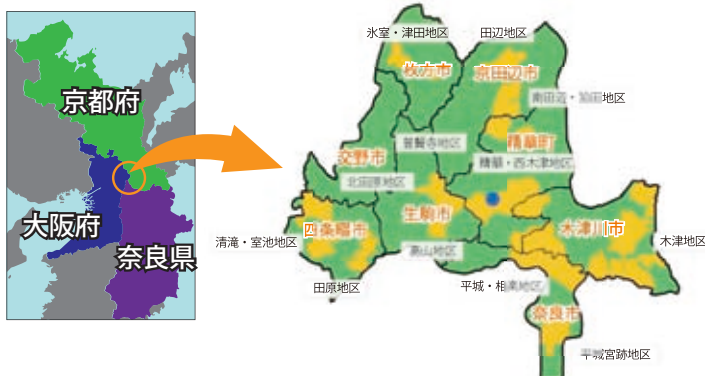 京都府
大阪府
奈良県
氷室・津田地区
田辺地区
枚方市
京田辺市
南田辺・狛田地区
普賢寺地区
精華町
交野市
精華・西木津地区
北田原地区
生駒市
四条畷市
木津川市
清滝・室池地区
高山地区
木津地区
田原地区
平城・相楽地区
奈良市
平城宮跡地区